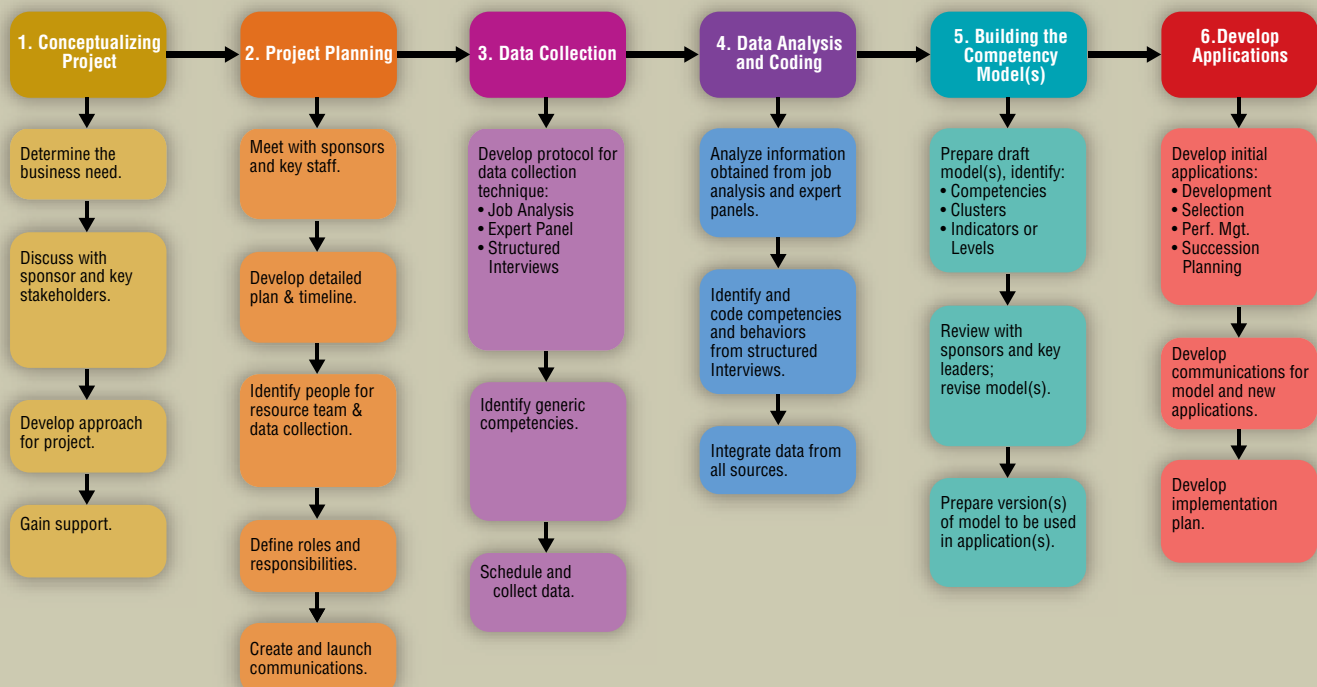 1. Conceptualizing
Project
Determine the
business need.
Discuss with
sponsor and key
stakeholders.
Develop approach
for project.
Gain support.
2. Project Planning
Meet with sponsors
and key staff.
Develop detailed
plan & timeline.
Identify people for
resource team &
data collection.
Define roles and
responsibilities.
Create and launch
communications.
3. Data Collection
Develop protocol for
data collection
technique:
• Job Analysis
• Expert Panel
• Structured
Interviews
Identify generic
competencies.
Schedule and
collect data.
4. Data Analysis
and Coding
Analyze information
obtained from job
analysis and expert
panels.
Identify and
code competencies
and behaviors
from structured
Interviews.
Integrate data from
all sources.
5. Building the
Competency
Model(s)
Prepare draft
model(s), identify:
• Competencies
• Clusters
• Indicators or
Levels
Review with
sponsors and key
leaders;
revise model(s).
Prepare version(s)
of model to be used
in application(s).
6.Develop
Applications
Develop initial
applications:
• Development
• Selection
• Perf. Mgt.
• Succession
Planning
Develop
communications for
model and new
applications.
Develop
implementation
plan.